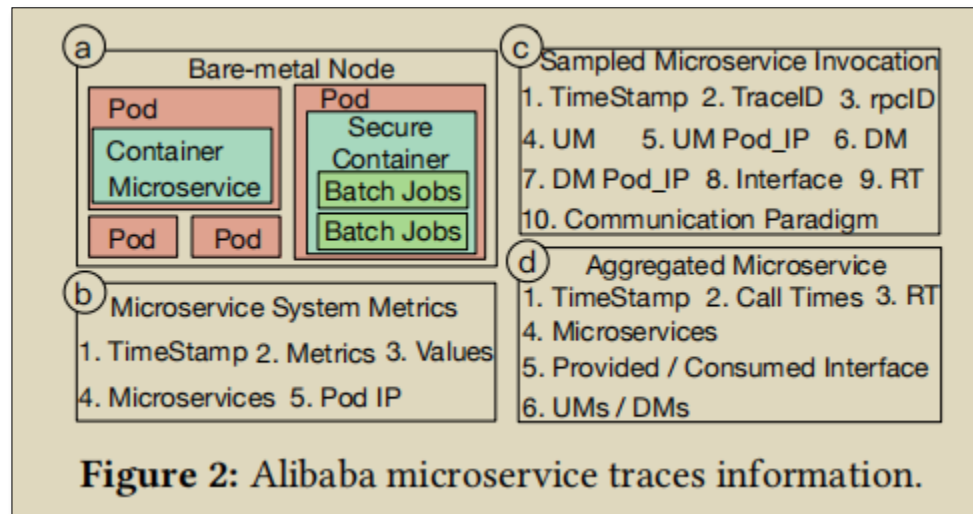 a
Bare-metal Node
Pod
Container
Microservice
Pod
Pod
Pod
Secure
Container
Batch Jobs
Batch Jobs
b
Microservice System Metrics
1. TimeStamp 2. Metrics 3. Values
4. Microservices 5. Pod IP
c
Sampled Microservice Invocation
1. TimeStamp 2. TraceID 3. rpcID
4. UM 5. UM Pod_IP 6. DM
7. DM Pod_IP 8. Interface 9. RT
10. Communication Paradigm
d
Aggregated Microservice
1. TimeStamp 2. Call Times 3. RT
4. Microservices
5. Provided / Consumed Interface
6. UMs / DMs
Figure 2: Alibaba microservice traces information.